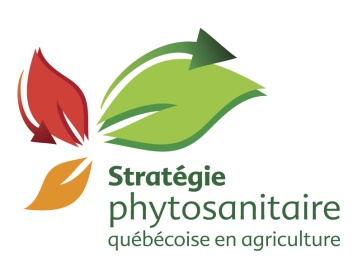 Stratégie
phytosanitaire
québécoise en agriculture